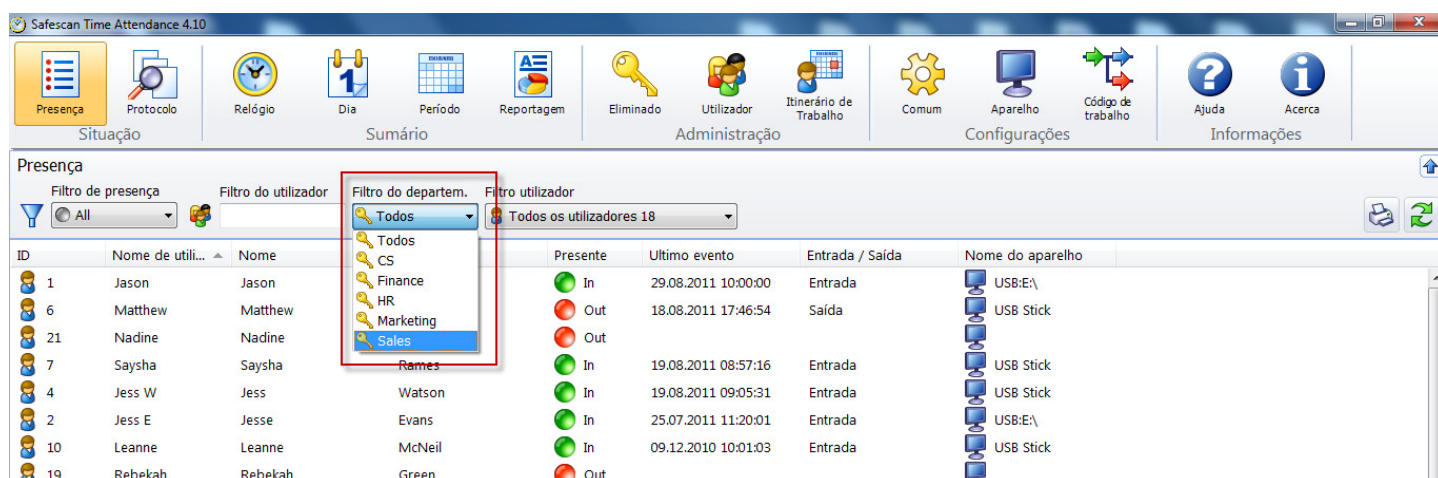 Safescan Time Attendance 4.10
Presença Protocolo Relógio Dia Período Reportagem Eliminado Utilizador Itinerário de Trabalho Comum Aparelho Código de trabalho Ajuda Acerca
Situação Sumário Administração Configurações Informações
Presença
Filtro de presença Filtro do utilizador Filtro do departem. Filtro utilizador
All Todos Todos os utilizadores 18
Todos
CS
Finance
HR
Marketing
Sales
ID Nome de utili... Nome Presente Ultimo evento Entrada / Saída Nome do aparelho
1 Jason Jason In 29.08.2011 10:00:00 Entrada USB:E:\
6 Matthew Matthew Out 18.08.2011 17:46:54 Saída USB Stick
21 Nadine Nadine Out
7 Saysha Saysha Rames In 19.08.2011 08:57:16 Entrada USB Stick
4 Jess W Jess Watson In 19.08.2011 09:05:31 Entrada USB Stick
2 Jess E Jesse Evans In 25.07.2011 11:20:01 Entrada USB:E:\
10 Leanne Leanne McNeil In 09.12.2010 10:01:03 Entrada USB Stick
19 Rebekah Rebekah Green Out